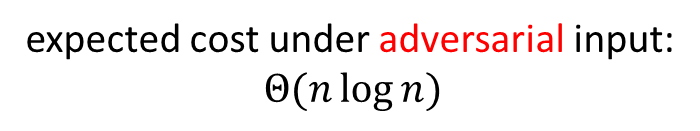 expected cost under adversarial input:
Θ(n log n)